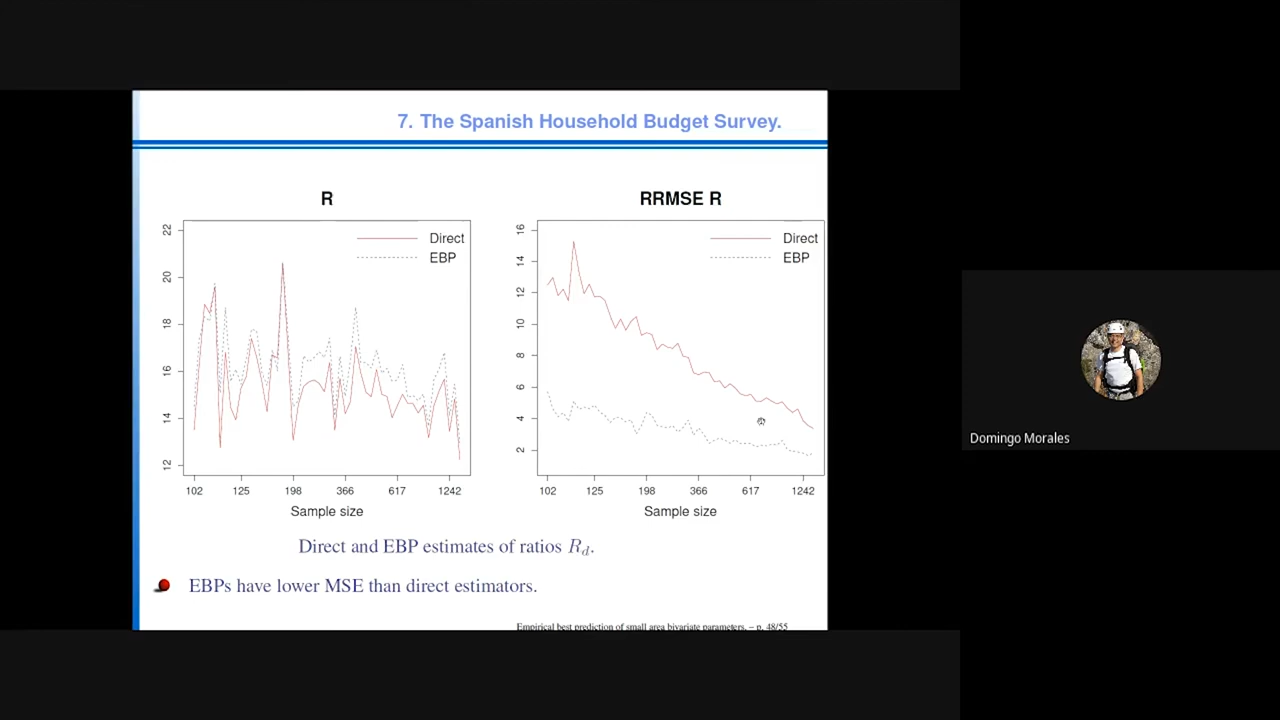 7. The Spanish Household Budget Survey.
R
Direct
EBP
22
20
18
16
14
12
102 125 198 366 617 1242
Sample size
RRMSE R
Direct
EBP
16
14
12
10
8
6
4
2
102 125 198 366 617 1242
Sample size
Direct and EBP estimates of ratios R_d.
EBPs have lower MSE than direct estimators.
Empirical best prediction of small area bivariate parameters. – p. 48/55
Domingo Morales